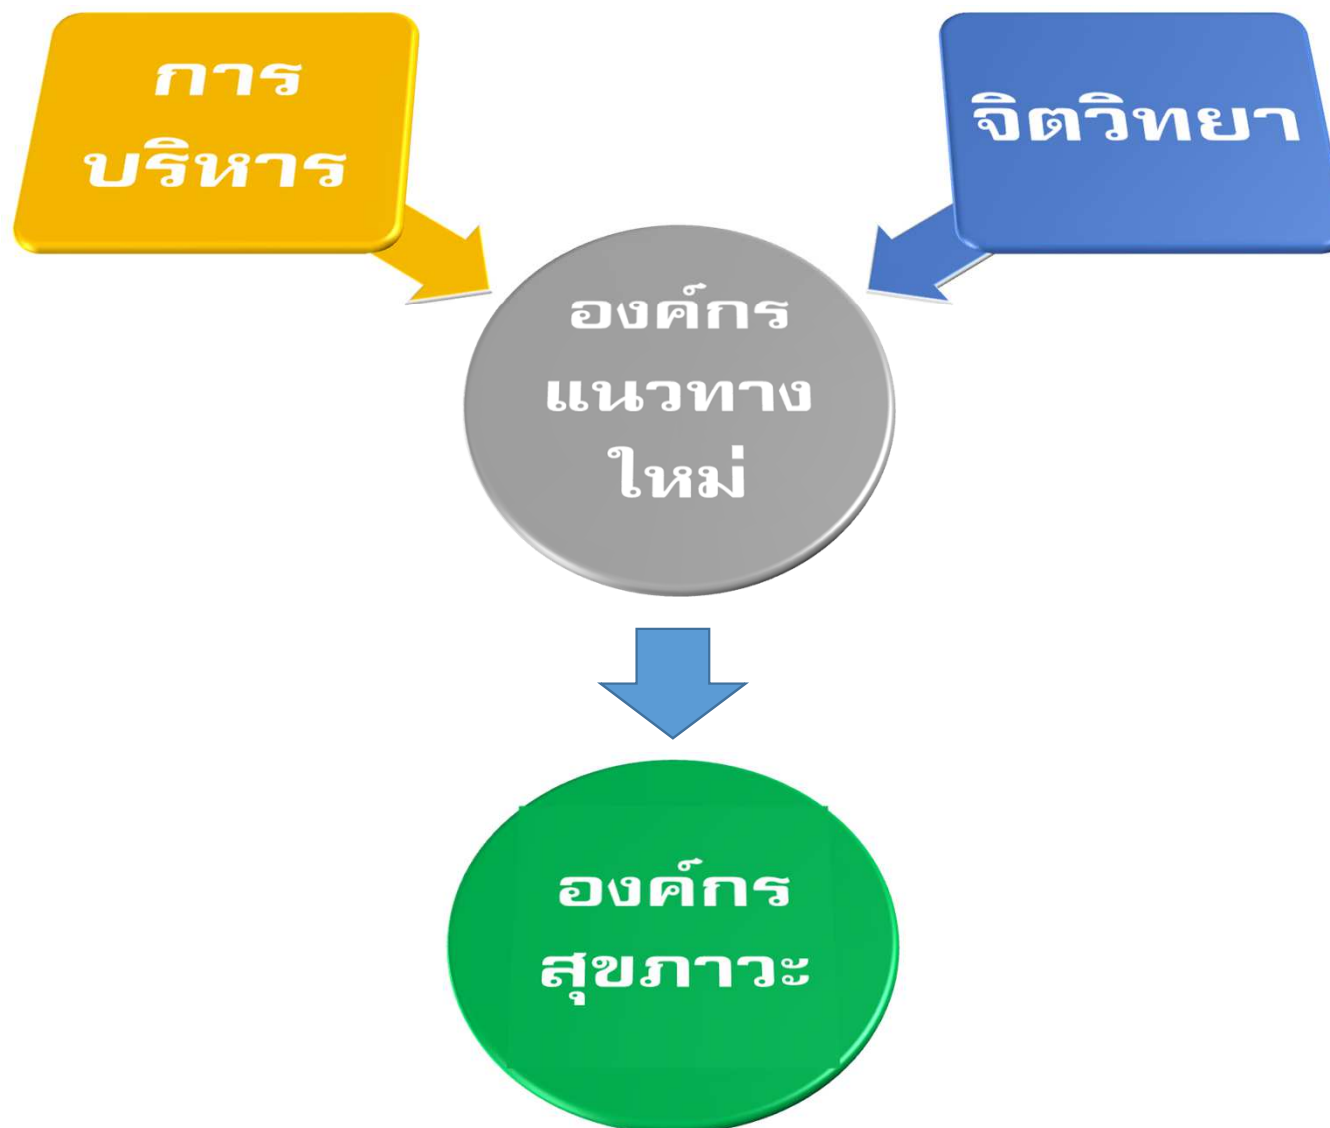 การ
บริหาร
จิตวิทยา
องค์กร
แนวทาง
ใหม่
องค์กร
สุขภาวะ